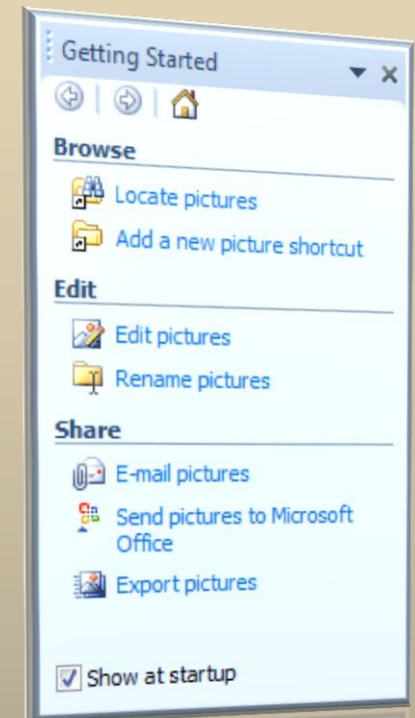 Getting Started
Browse
Locate pictures
Add a new picture shortcut
Edit
Edit pictures
Rename pictures
Share
E-mail pictures
Send pictures to Microsoft
Office
Export pictures
Show at startup